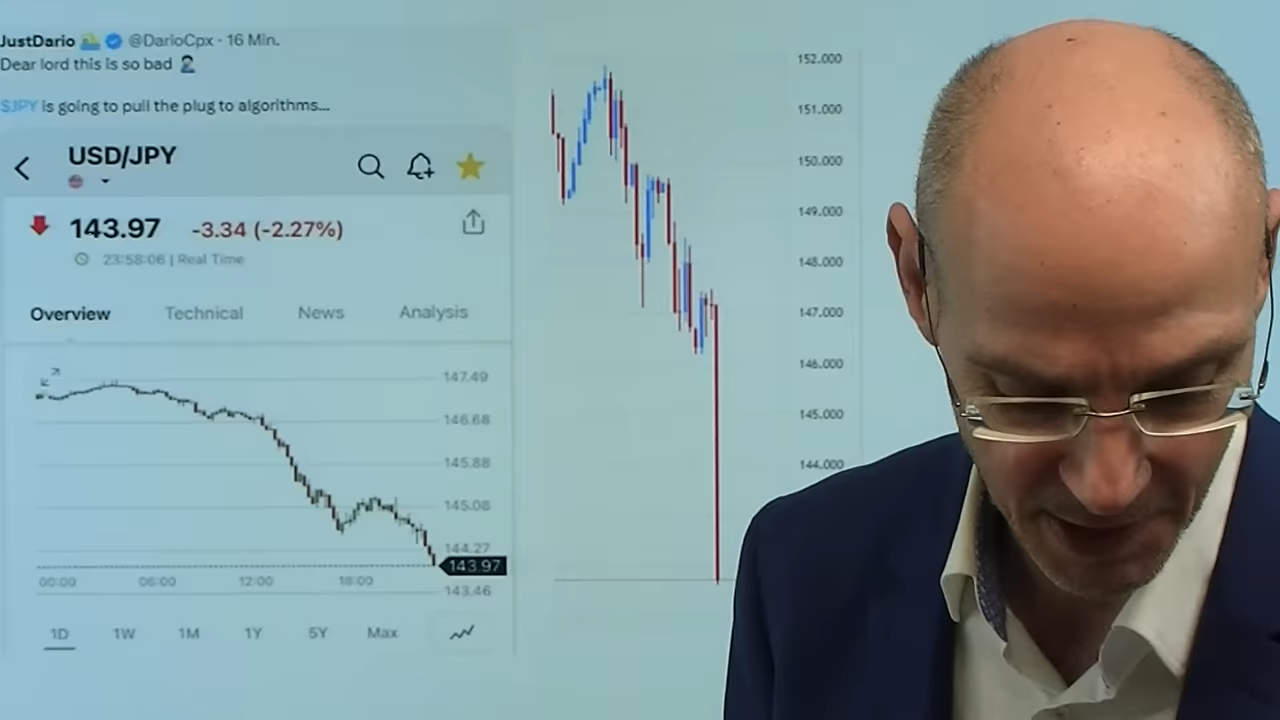 JustDario @DarioCpx · 16 Min.
Dear lord this is so bad
$JPY is going to pull the plug to algorithms...
USD/JPY
143.97 -3.34 (-2.27%)
23:58:06 | Real Time
Overview Technical News Analysis
147.49
146.68
145.88
145.08
144.27
143.97
143.46
00:00 06:00 12:00 18:00
1D 1W 1M 1Y 5Y Max
152.000
151.000
150.000
149.000
148.000
147.000
146.000
145.000
144.000